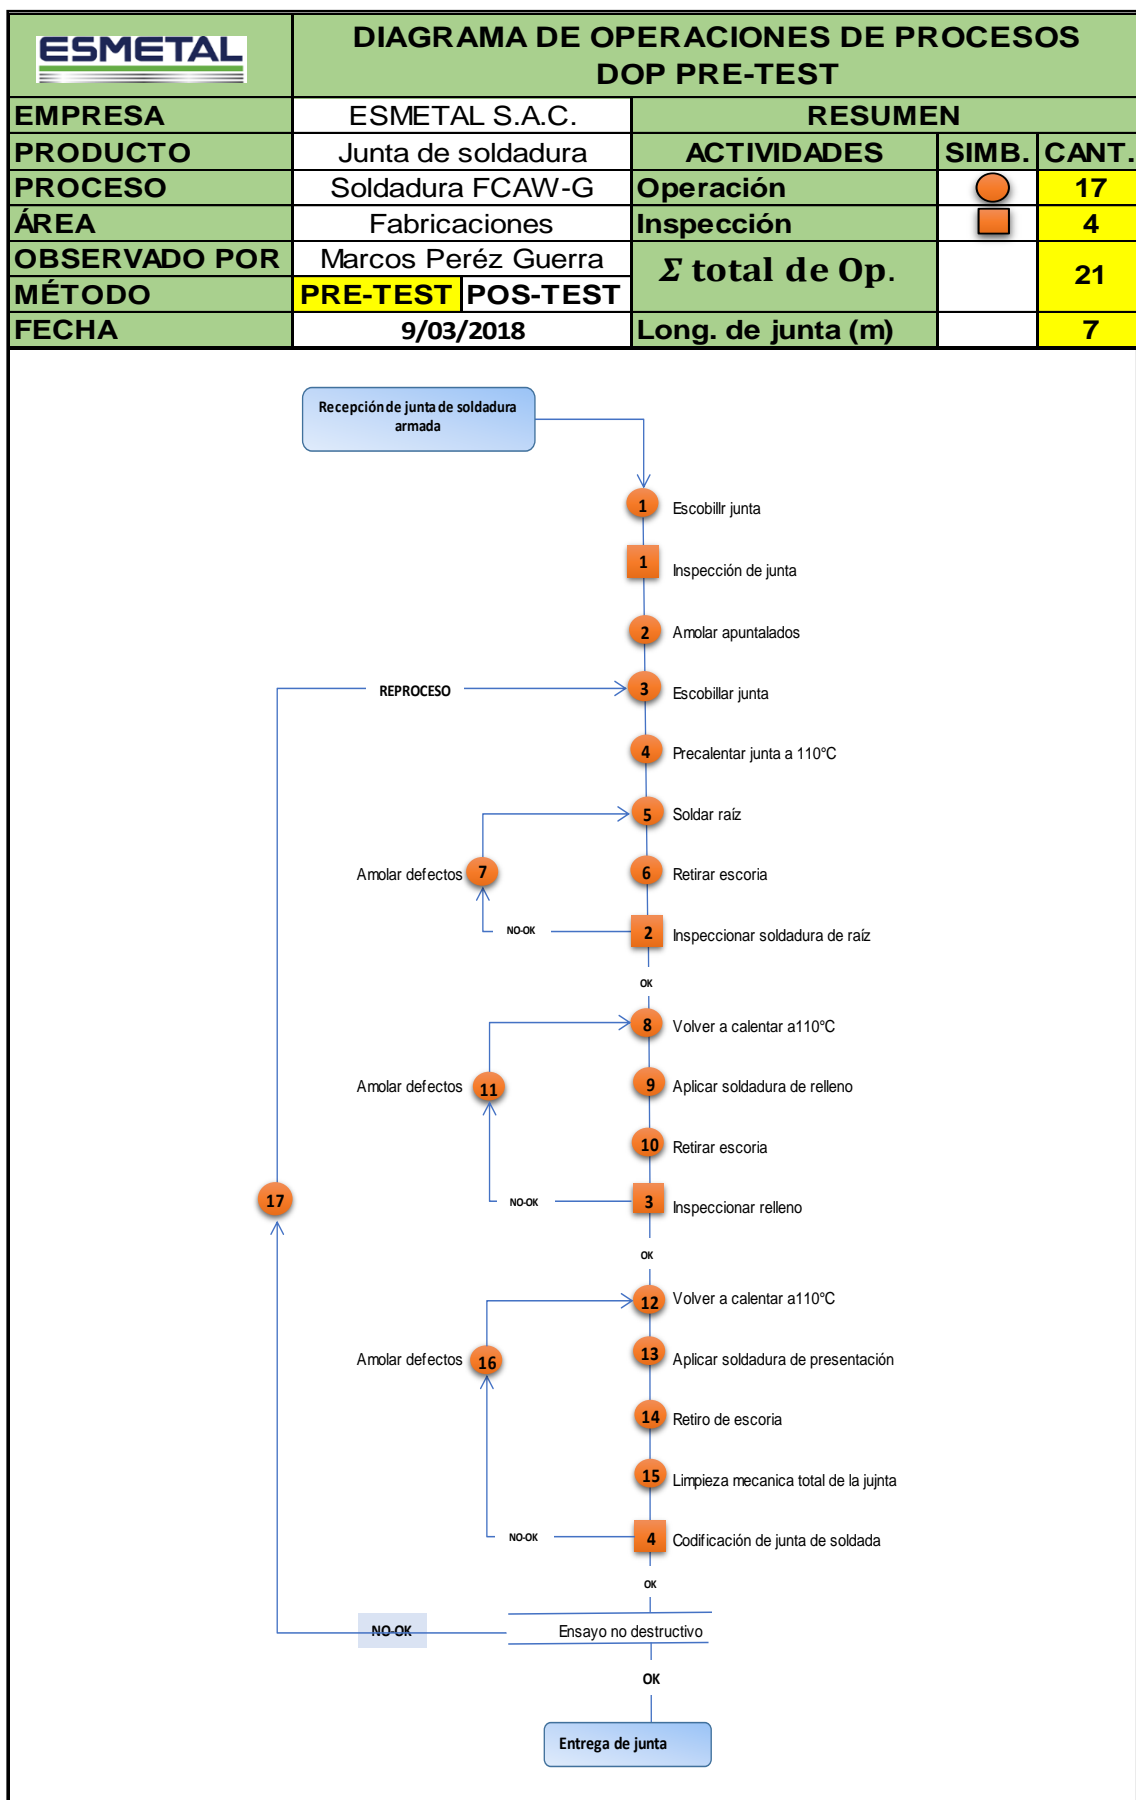 ESMETAL
DIAGRAMA DE OPERACIONES DE PROCESOS
DOP PRE-TEST
EMPRESA ESMETAL S.A.C. RESUMEN
PRODUCTO Junta de soldadura ACTIVIDADES SIMB. CANT.
PROCESO Soldadura FCAW-G Operación 17
ÁREA Fabricaciones Inspección 4
OBSERVADO POR Marcos Peréz Guerra Σ total de Op. 21
MÉTODO PRE-TEST POS-TEST
FECHA 9/03/2018 Long. de junta (m) 7
Recepción de junta de soldadura
armada
1 Escobillr junta
1 Inspección de junta
2 Amolar apuntalados
REPROCESO 3 Escobillar junta
4 Precalentar junta a 110°C
5 Soldar raíz
Amolar defectos 7 6 Retirar escoria
NO-OK 2 Inspeccionar soldadura de raíz
OK
8 Volver a calentar a110°C
Amolar defectos 11 9 Aplicar soldadura de relleno
10 Retirar escoria
17 NO-OK 3 Inspeccionar relleno
OK
12 Volver a calentar a110°C
Amolar defectos 16 13 Aplicar soldadura de presentación
14 Retiro de escoria
15 Limpieza mecanica total de la jujnta
NO-OK 4 Codificación de junta de soldada
OK
NO-OK Ensayo no destructivo
OK
Entrega de junta